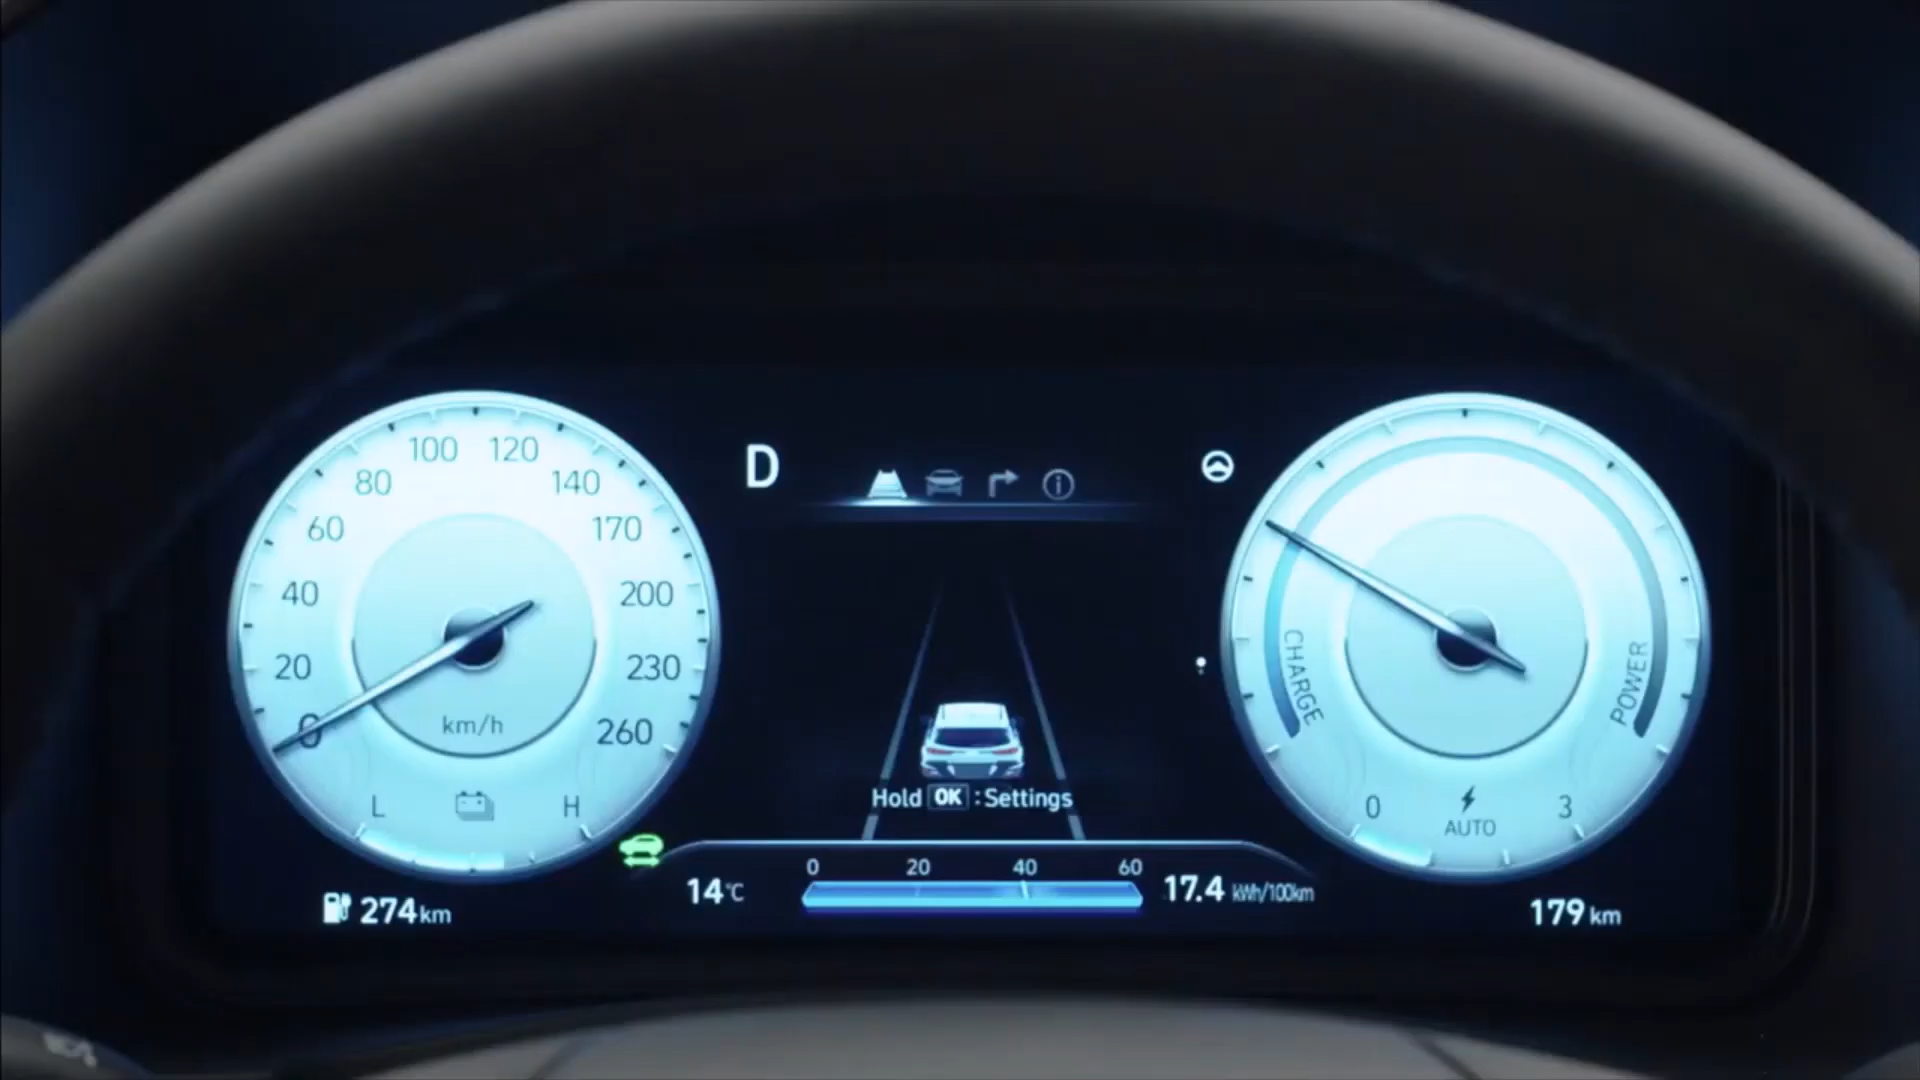 100 120
80 140
60 170
40 200
20 230
0 260
km/h
L H
274 km
D
i
Hold OK : Settings
0 20 40 60
14°C
17.4 kWh/100km
CHARGE
POWER
0 3
AUTO
179 km